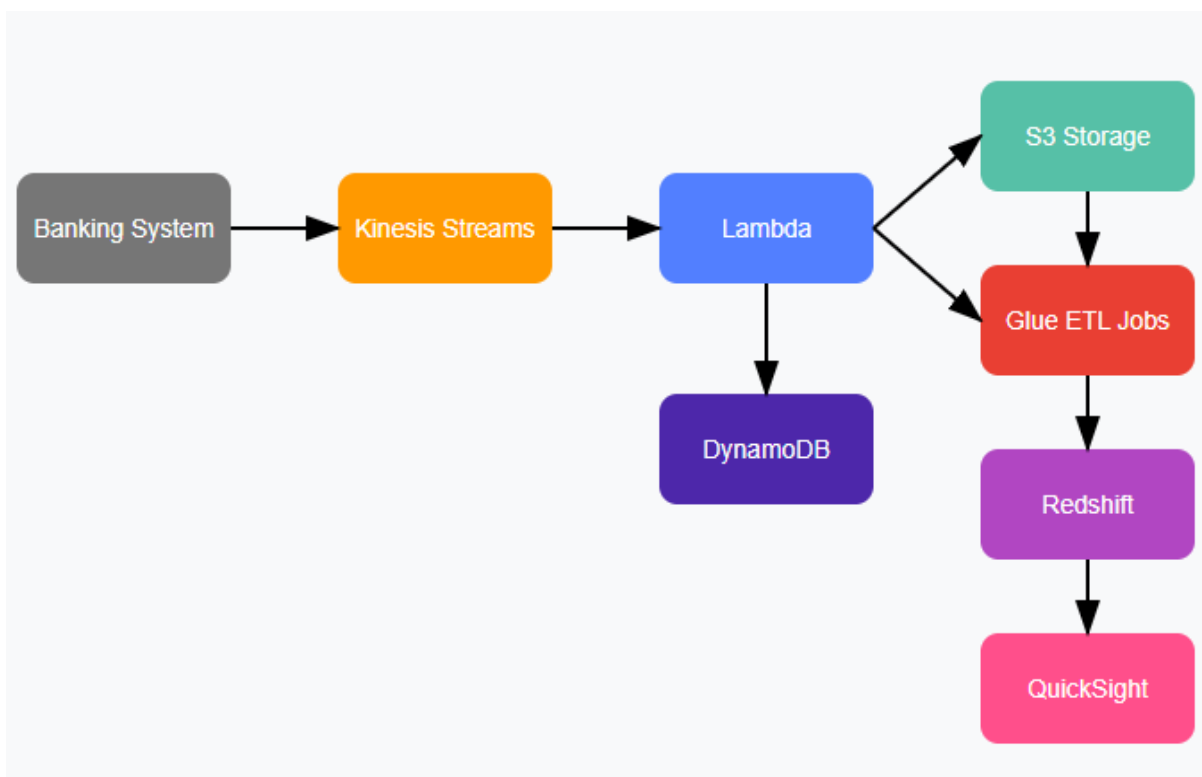 S3 Storage
Banking System
Kinesis Streams
Lambda
Glue ETL Jobs
DynamoDB
Redshift
QuickSight